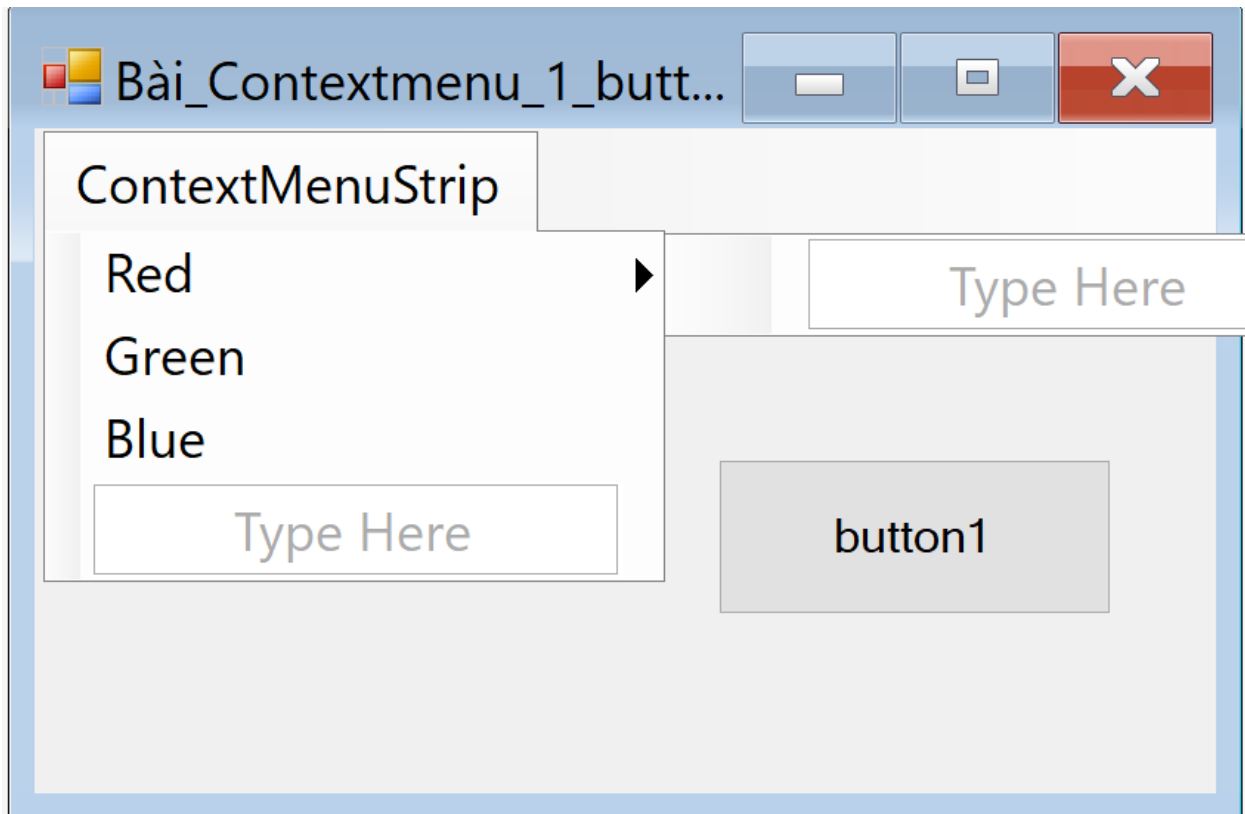 Bài_Contextmenu_1_butt...
ContextMenuStrip
Red
Type Here
Green
Blue
Type Here
button1